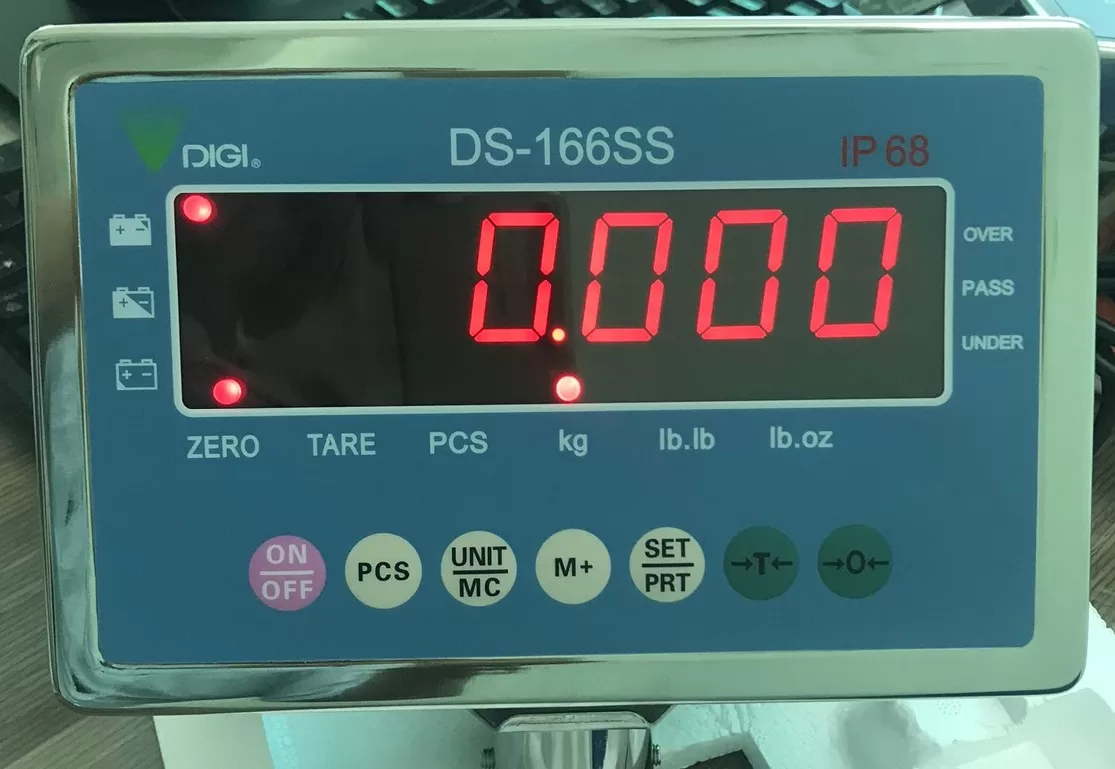 DIGI®
DS-166SS
IP 68
0.000
OVER
PASS
UNDER
ZERO TARE PCS kg lb.lb lb.oz
ON
OFF
PCS
UNIT
MC
M+
SET
PRT
→T←
→0←